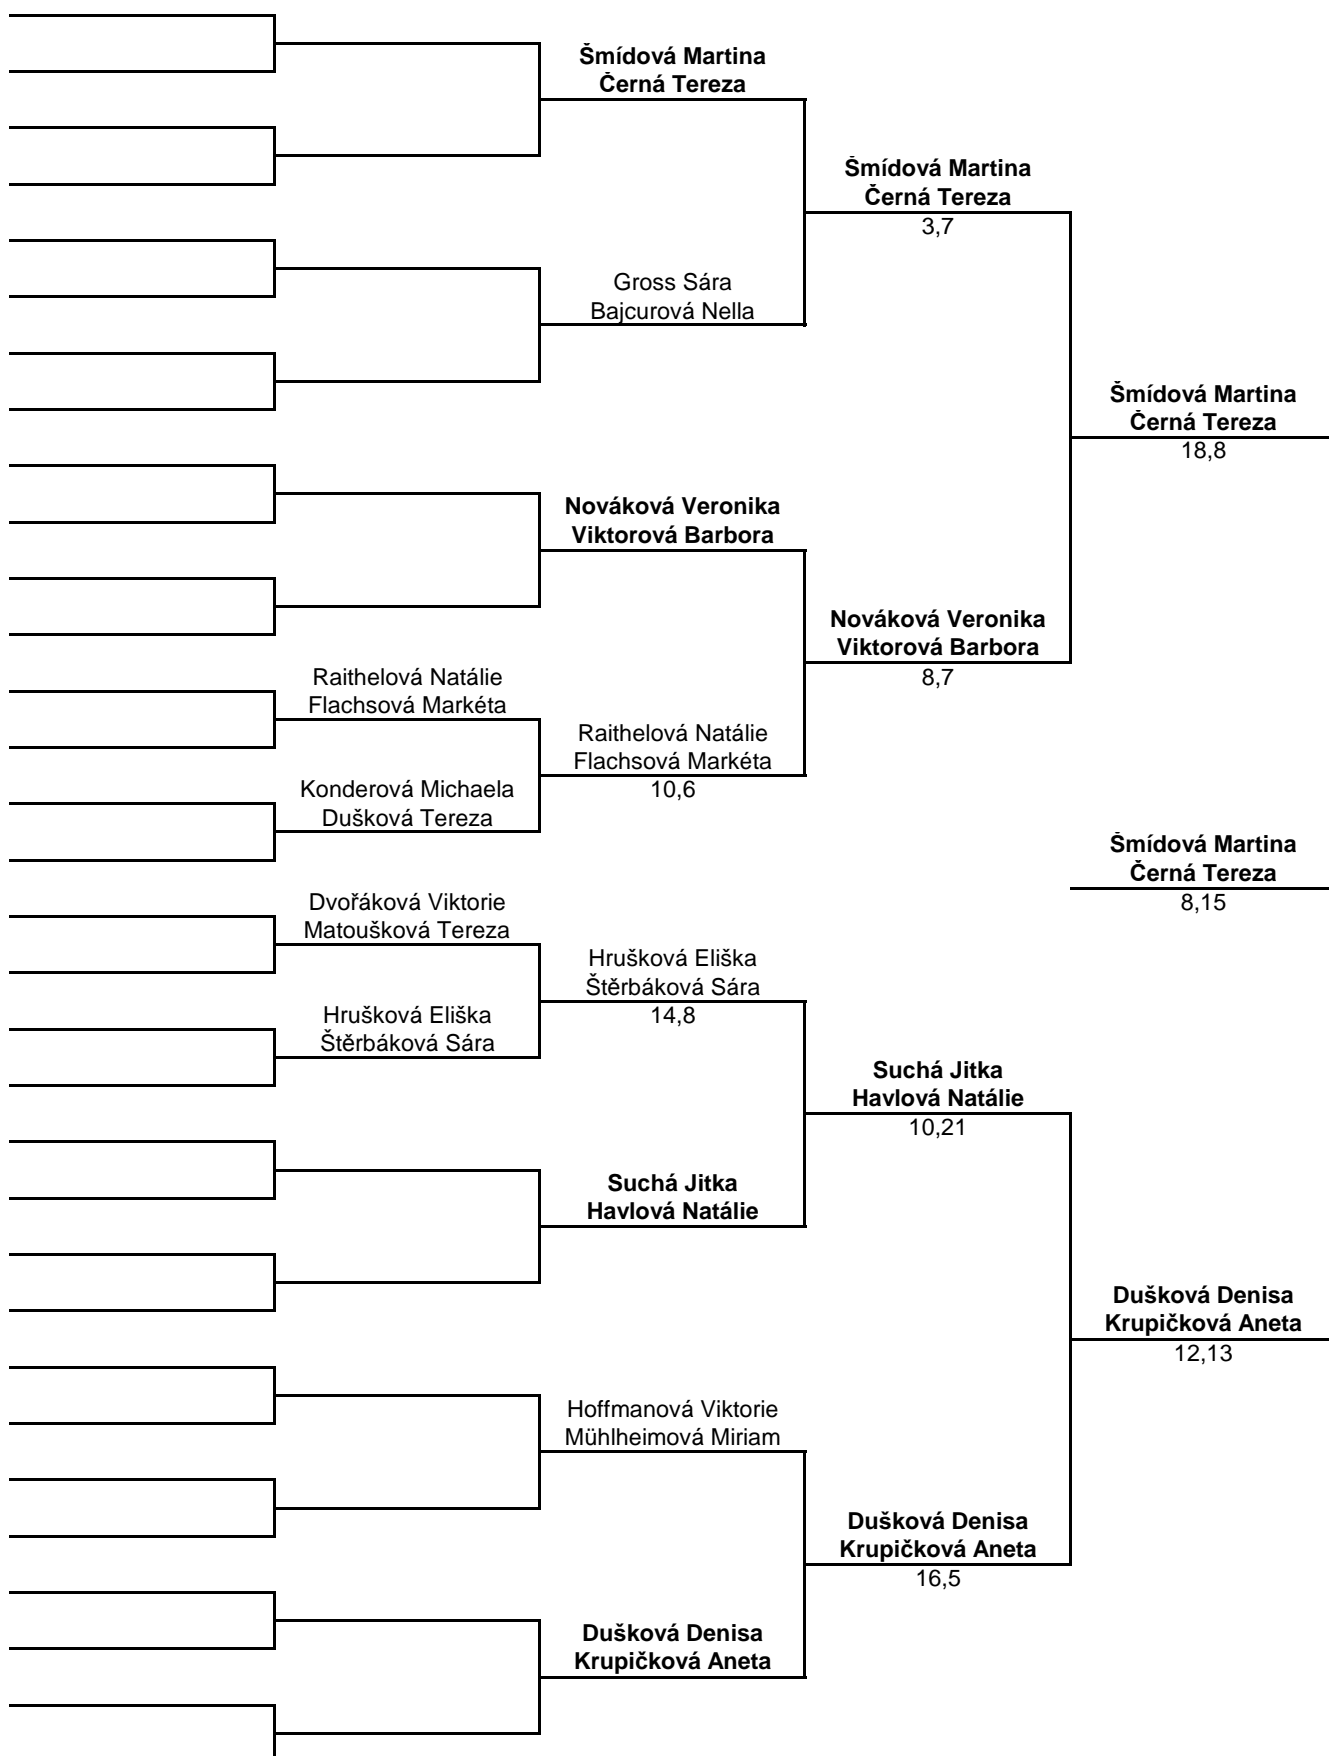 Šmídová Martina
Černá Tereza
Šmídová Martina
Černá Tereza
3,7
Gross Sára
Bajcurová Nella
Šmídová Martina
Černá Tereza
18,8
Nováková Veronika
Viktorová Barbora
Nováková Veronika
Viktorová Barbora
8,7
Raithelová Natálie
Flachsová Markéta
Raithelová Natálie
Flachsová Markéta
10,6
Konderová Michaela
Dušková Tereza
Šmídová Martina
Černá Tereza
8,15
Dvořáková Viktorie
Matoušková Tereza
Hrušková Eliška
Štěrbáková Sára
14,8
Hrušková Eliška
Štěrbáková Sára
Suchá Jitka
Havlová Natálie
10,21
Suchá Jitka
Havlová Natálie
Dušková Denisa
Krupičková Aneta
12,13
Hoffmanová Viktorie
Mühlheimová Miriam
Dušková Denisa
Krupičková Aneta
16,5
Dušková Denisa
Krupičková Aneta